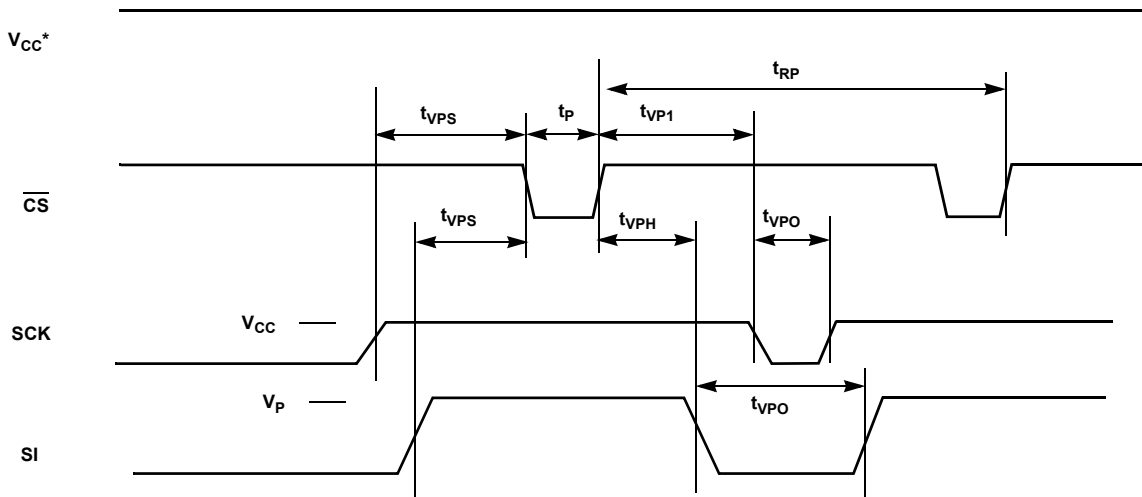 V_CC*
t_RP
t_VPS t_P t_VP1
CS
t_VPS t_VPH t_VPO
V_CC
SCK
V_P t_VPO
SI